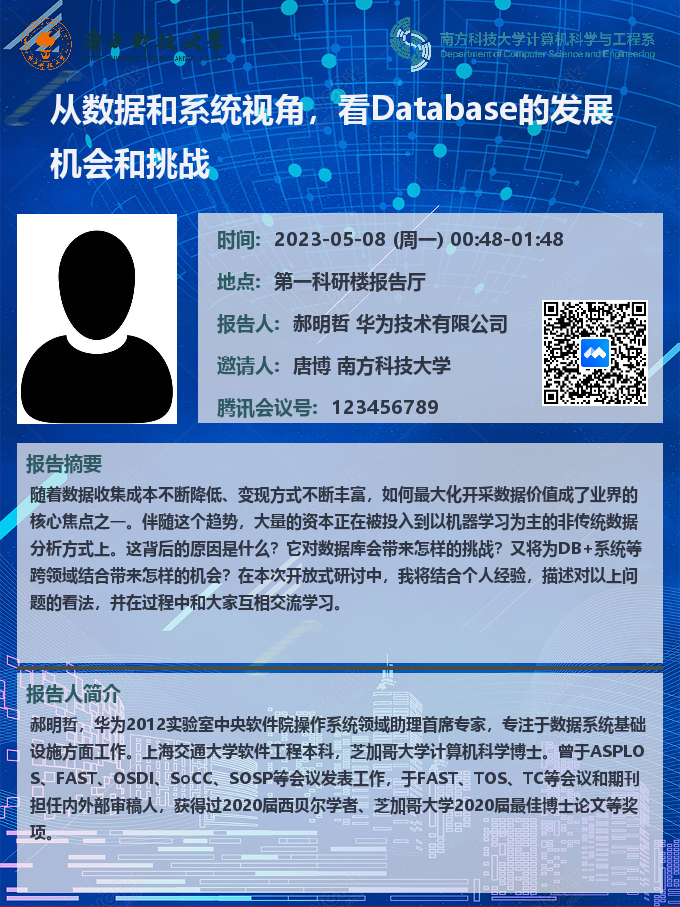 南方科技大学
南方科技大学计算机科学与工程系
Department of Computer Science and Engineering
从数据和系统视角，看Database的发展
机会和挑战
时间：2023-05-08 (周一) 00:48-01:48
地点：第一科研楼报告厅
报告人：郝明哲 华为技术有限公司
邀请人：唐博 南方科技大学
腾讯会议号：123456789
报告摘要
随着数据收集成本不断降低、变现方式不断丰富，如何最大化开采数据价值成了业界的
核心焦点之一。伴随这个趋势，大量的资本正在被投入到以机器学习为主的非传统数据
分析方式上。这背后的原因是什么？它对数据库会带来怎样的挑战？又将为DB+系统等
跨领域结合带来怎样的机会？在本次开放式研讨中，我将结合个人经验，描述对以上问
题的看法，并在过程中和大家互相交流学习。
报告人简介
郝明哲，华为2012实验室中央软件院操作系统领域助理首席专家，专注于数据系统基础
设施方面工作。上海交通大学软件工程本科，芝加哥大学计算机科学博士。曾于ASPLO
S、FAST、OSDI、SoCC、SOSP等会议发表工作，于FAST、TOS、TC等会议和期刊
担任内外部审稿人，获得过2020届西贝尔学者、芝加哥大学2020届最佳博士论文等奖
项。